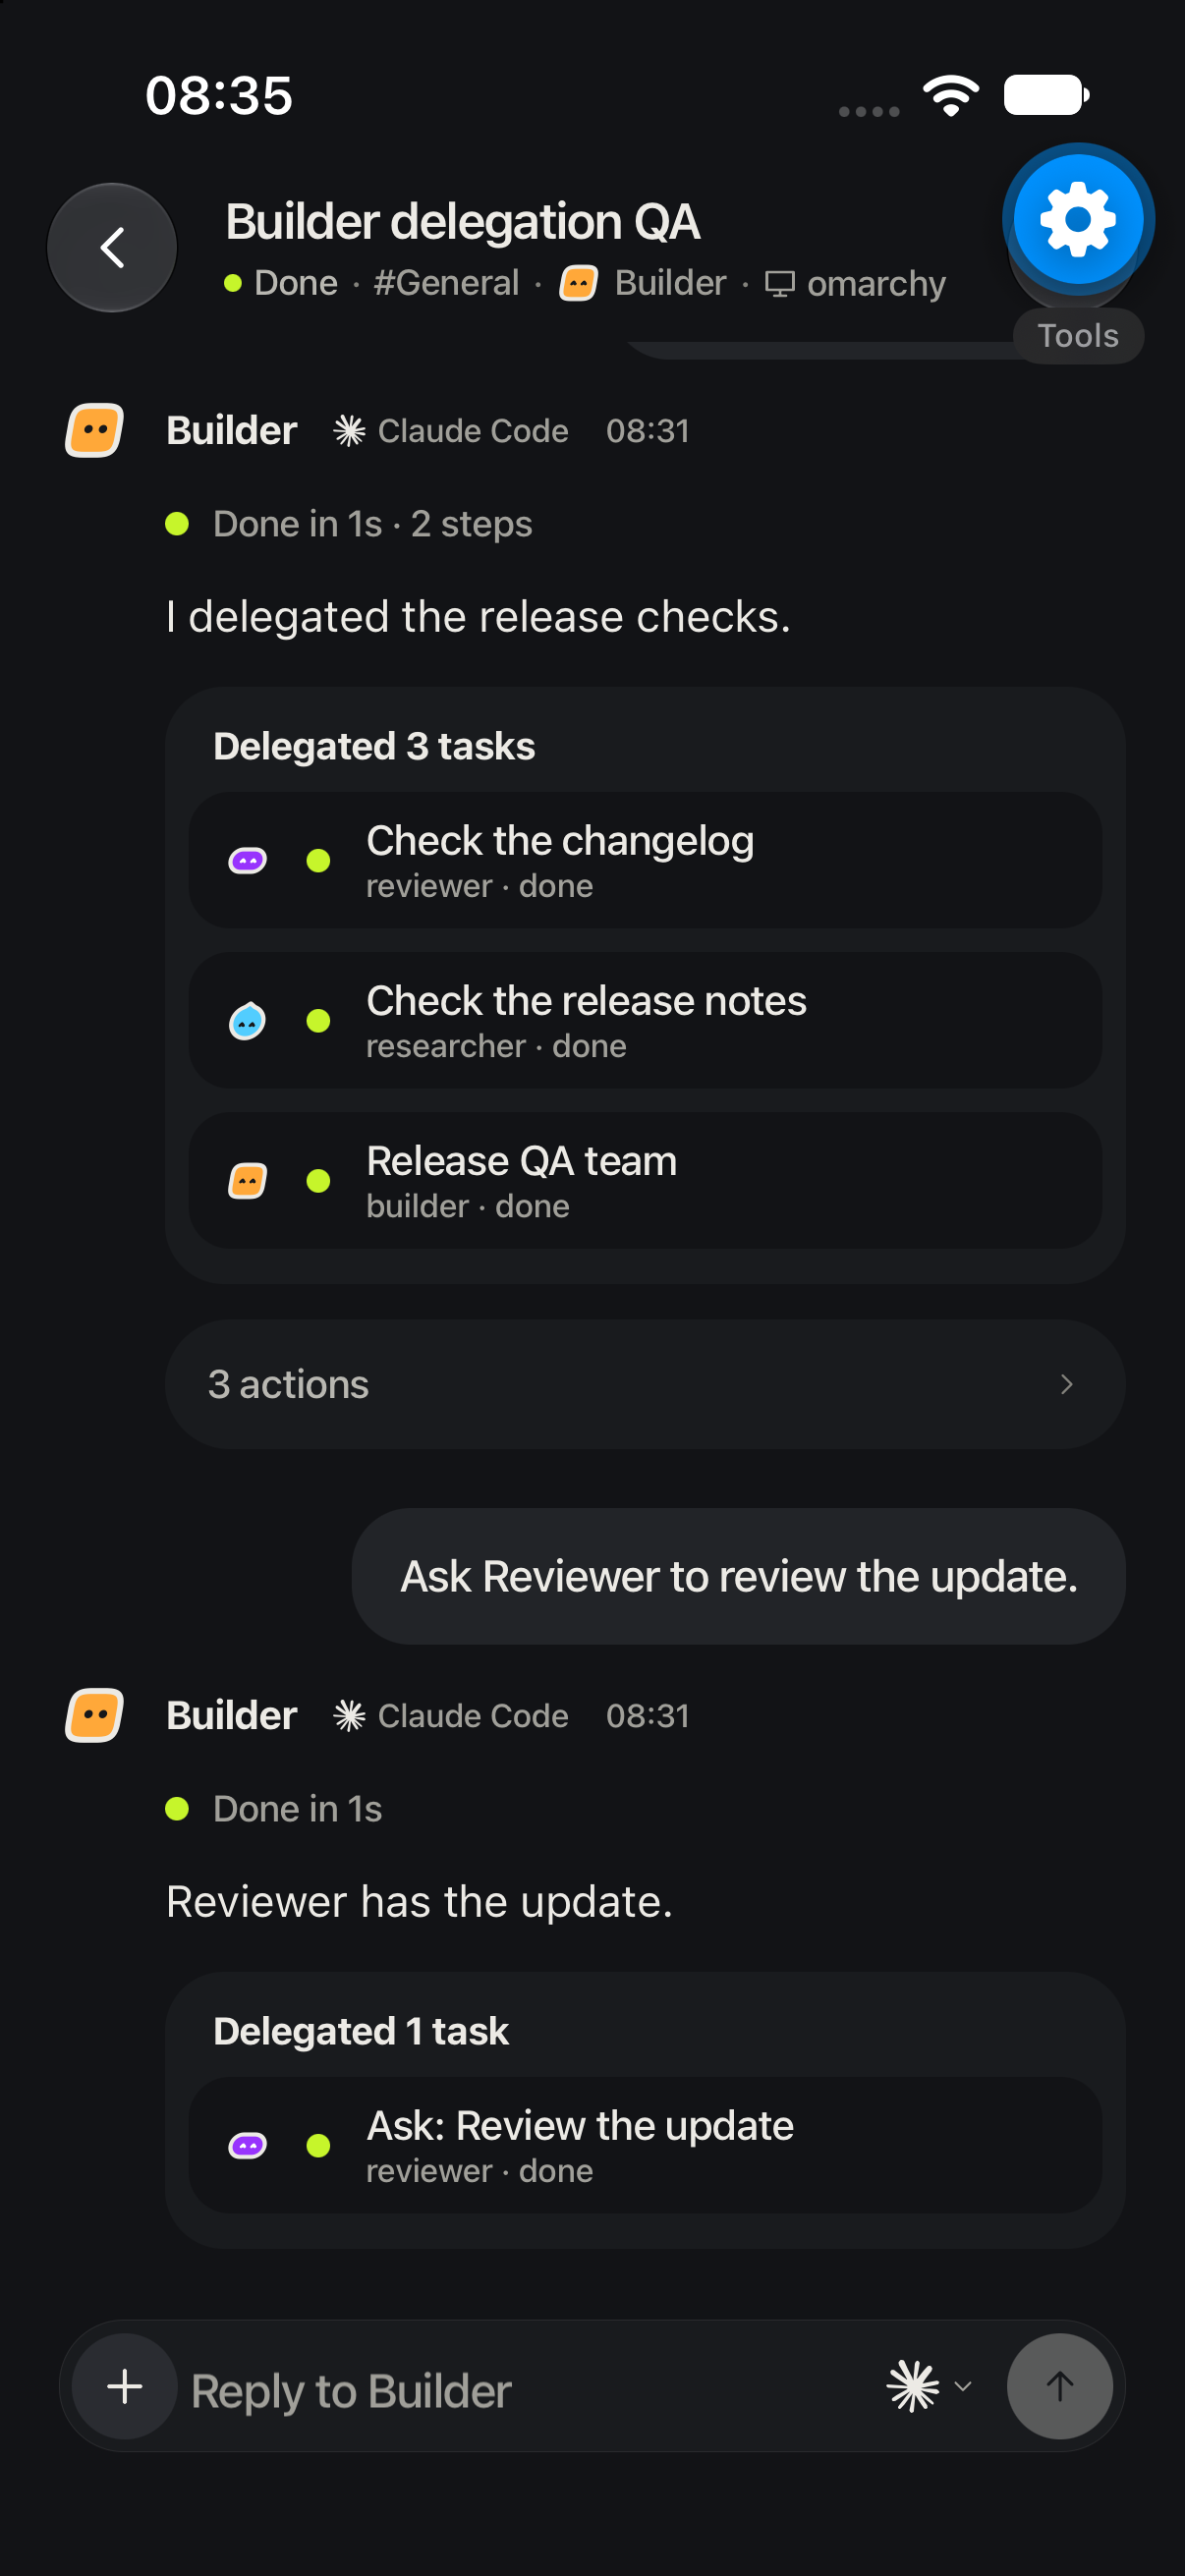 08:35
Builder delegation QA
Done · #General · Builder · omarchy
Tools
Builder Claude Code 08:31
Done in 1s · 2 steps
I delegated the release checks.
Delegated 3 tasks
Check the changelog
reviewer · done
Check the release notes
researcher · done
Release QA team
builder · done
3 actions
Ask Reviewer to review the update.
Builder Claude Code 08:31
Done in 1s
Reviewer has the update.
Delegated 1 task
Ask: Review the update
reviewer · done
Reply to Builder